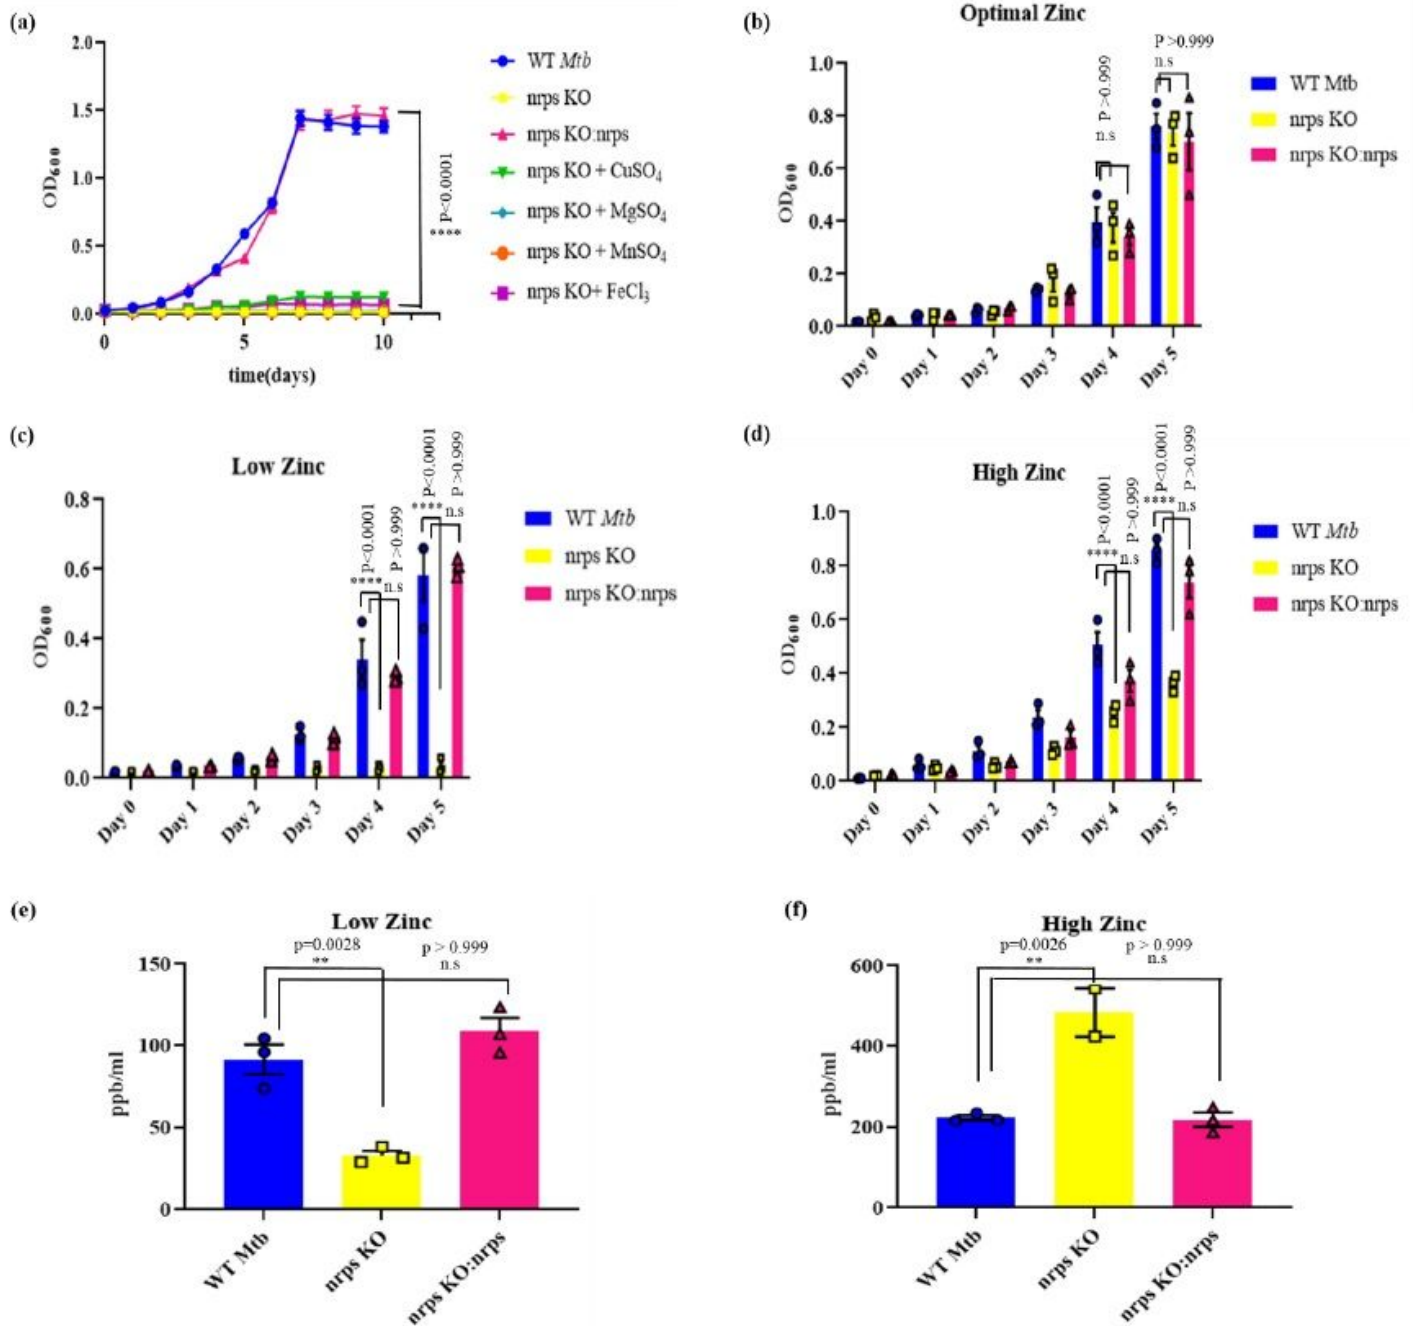 (a)
2.0
1.5
1.0
0.5
0.0
OD600
0
5
10
time(days)
WT Mtb
nrps KO
nrps KO:nrps
nrps KO + CuSO4
nrps KO + MgSO4
nrps KO + MnSO4
nrps KO+ FeCl3
P<0.0001
****
(b)
Optimal Zinc
1.0
0.8
0.6
0.4
0.2
0.0
OD600
P >0.999
n.s
P >0.999
n.s
Day 0
Day 1
Day 2
Day 3
Day 4
Day 5
WT Mtb
nrps KO
nrps KO:nrps
(c)
Low Zinc
0.8
0.6
0.4
0.2
0.0
OD600
P<0.0001
****
P >0.999
n.s
P<0.0001
****
P >0.999
n.s
Day 0
Day 1
Day 2
Day 3
Day 4
Day 5
WT Mtb
nrps KO
nrps KO:nrps
(d)
High Zinc
1.0
0.8
0.6
0.4
0.2
0.0
OD600
P<0.0001
****
P >0.999
n.s
P<0.0001
****
P >0.999
n.s
Day 0
Day 1
Day 2
Day 3
Day 4
Day 5
WT Mtb
nrps KO
nrps KO:nrps
(e)
Low Zinc
p=0.0028
**
p > 0.999
n.s
150
100
50
0
ppb/ml
WT Mtb
nrps KO
nrps KO:nrps
(f)
High Zinc
p=0.0026
**
p > 0.999
n.s
600
400
200
0
ppb/ml
WT Mtb
nrps KO
nrps KO:nrps